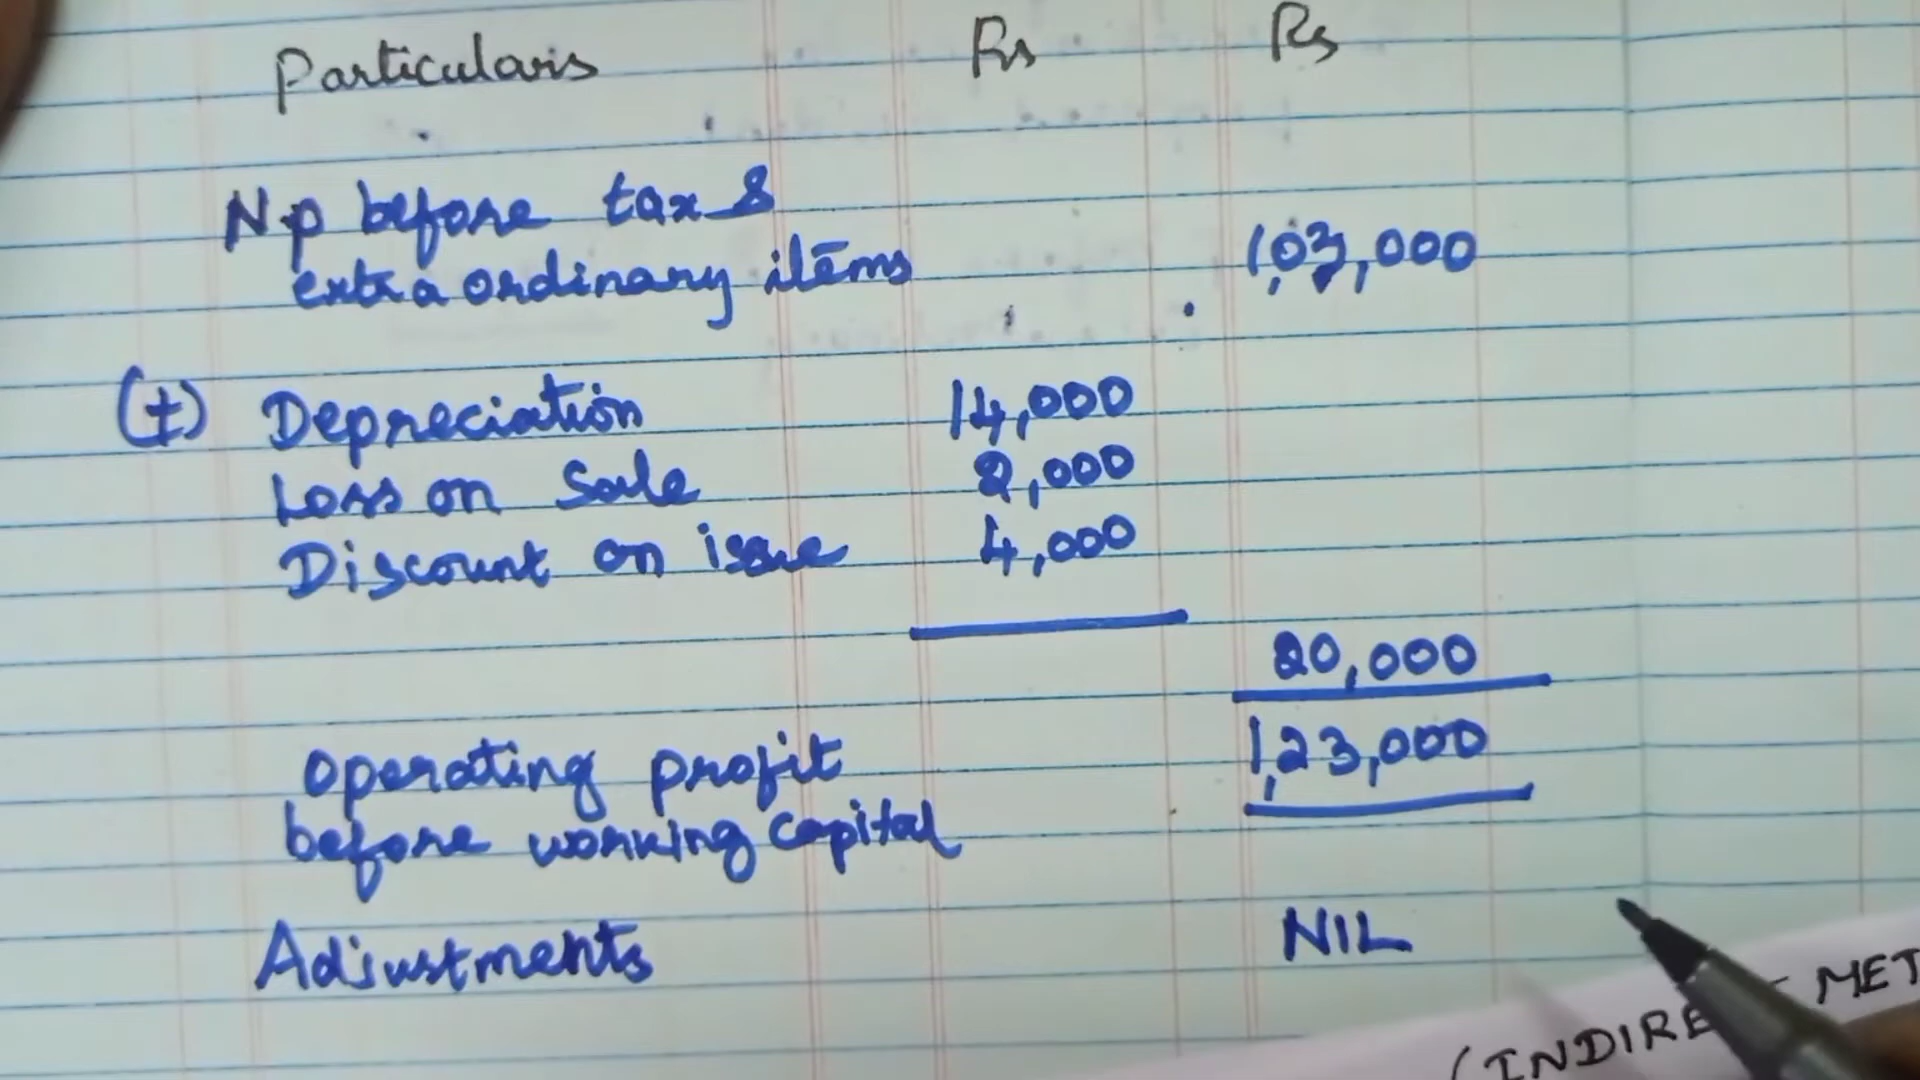 Particulars Rs Rs
N.p before tax &
extra ordinary items 1,03,000
(+) Depreciation 14,000
Loss on Sale 2,000
Discount on issue 4,000
20,000
Operating profit 1,23,000
before working capital
Adjustments NIL
(INDIRE MET